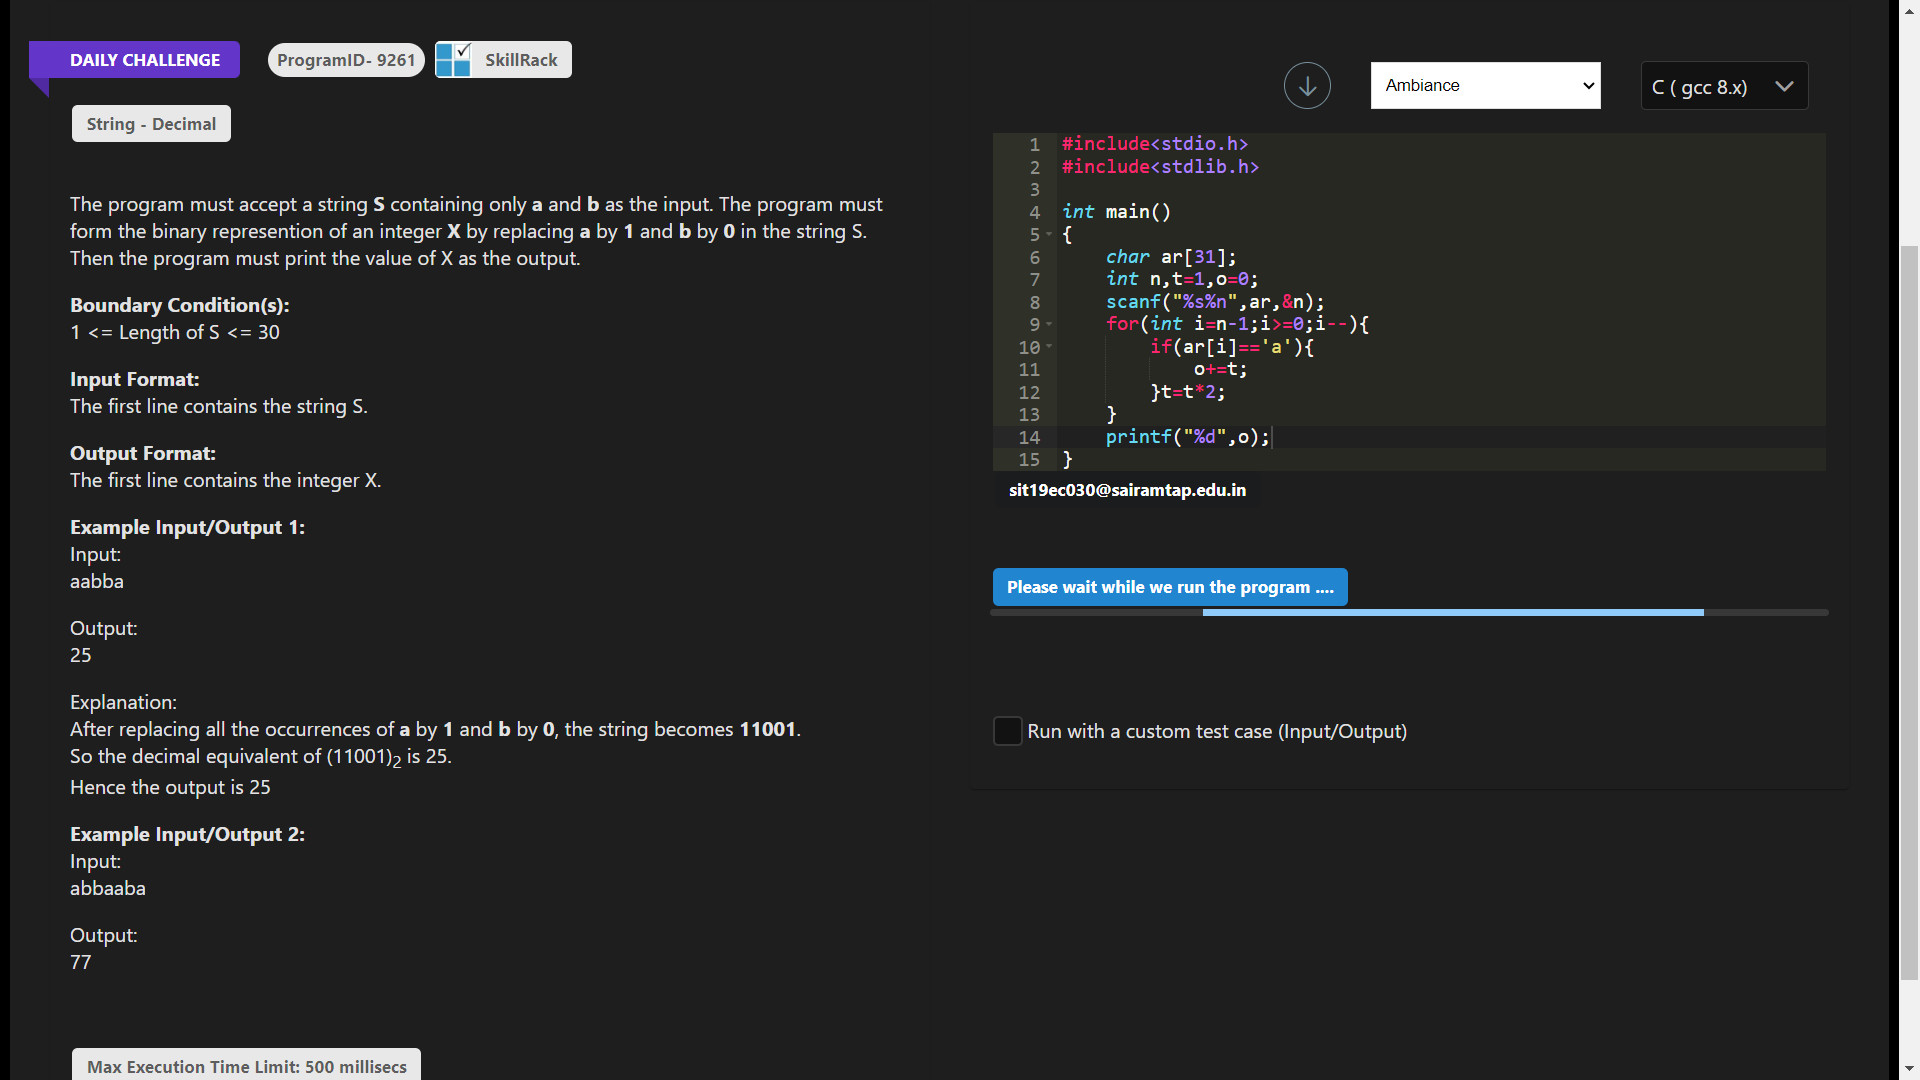 DAILY CHALLENGE
ProgramID- 9261
SkillRack
String - Decimal
The program must accept a string S containing only a and b as the input. The program must
form the binary represention of an integer X by replacing a by 1 and b by 0 in the string S.
Then the program must print the value of X as the output.
Boundary Condition(s):
1 <= Length of S <= 30
Input Format:
The first line contains the string S.
Output Format:
The first line contains the integer X.
Example Input/Output 1:
Input:
aabba
Output:
25
Explanation:
After replacing all the occurrences of a by 1 and b by 0, the string becomes 11001.
So the decimal equivalent of (11001)2 is 25.
Hence the output is 25
Example Input/Output 2:
Input:
abbaaba
Output:
77
Max Execution Time Limit: 500 millisecs
Ambiance
C ( gcc 8.x)
1 #include<stdio.h>
2 #include<stdlib.h>
3
4 int main()
5 {
6 char ar[31];
7 int n,t=1,o=0;
8 scanf("%s%n",ar,&n);
9 for(int i=n-1;i>=0;i--){
10 if(ar[i]=='a'){
11 o+=t;
12 }t=t*2;
13 }
14 printf("%d",o);
15 }
sit19ec030@sairamtap.edu.in
Please wait while we run the program ....
Run with a custom test case (Input/Output)